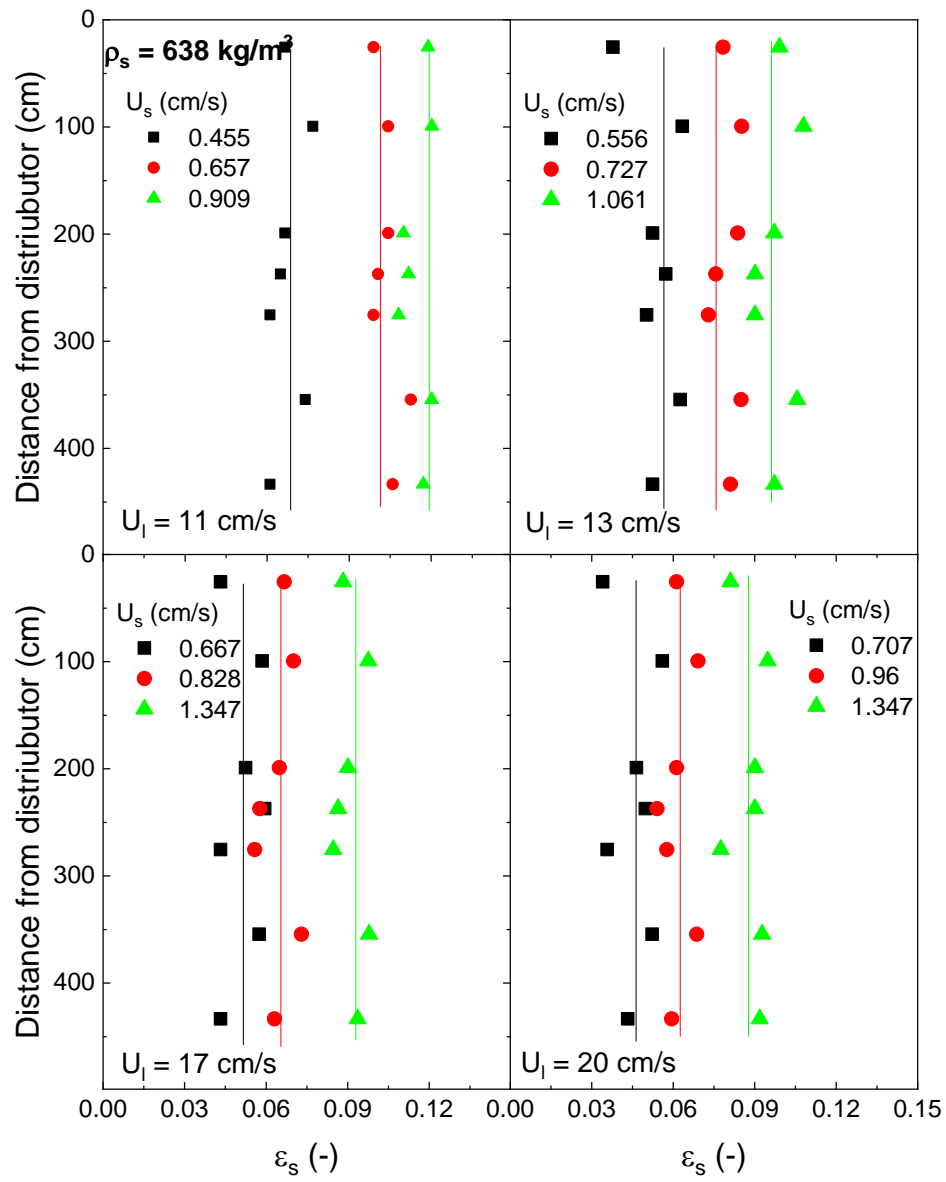 0
ρs = 638 kg/m3
Us (cm/s)
0.455
0.657
0.909
Us (cm/s)
0.556
0.727
1.061
100
200
300
400
Distance from distriubutor (cm)
Ul = 11 cm/s
Ul = 13 cm/s
0
Us (cm/s)
0.667
0.828
1.347
Us (cm/s)
0.707
0.96
1.347
100
200
300
400
Distance from distriubutor (cm)
Ul = 17 cm/s
Ul = 20 cm/s
0.00 0.03 0.06 0.09 0.12 0.00 0.03 0.06 0.09 0.12 0.15
εs (-) εs (-)